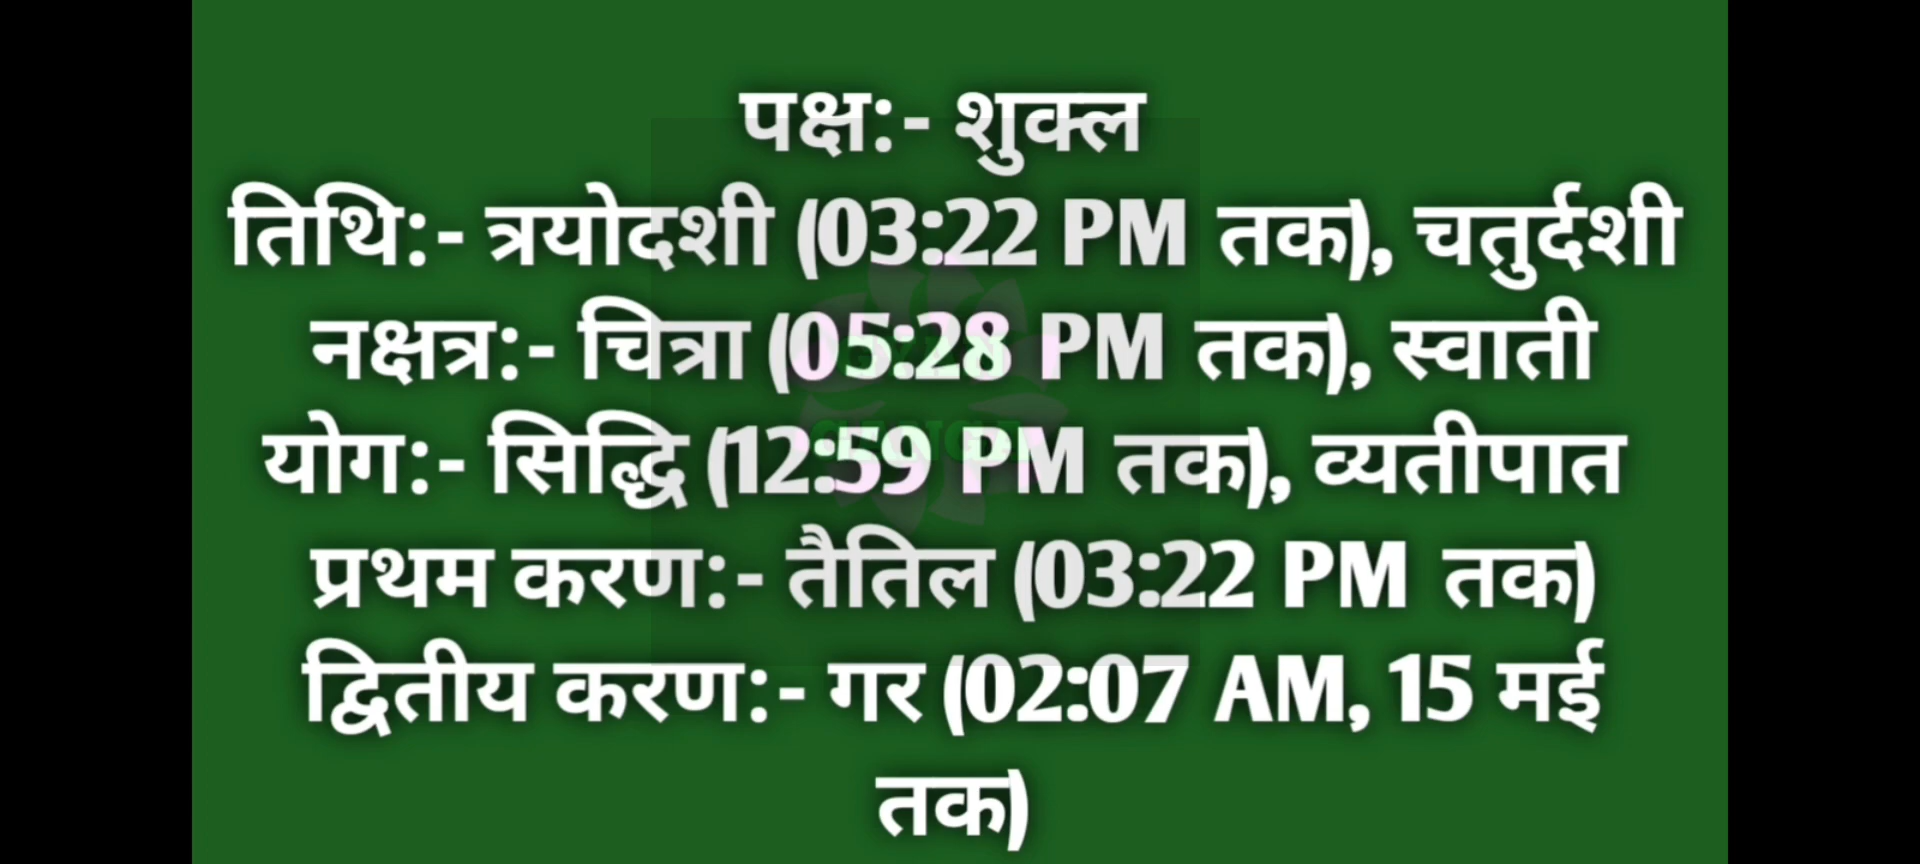 पक्ष:- शुक्ल
तिथि:- त्रयोदशी (03:22 PM तक), चतुर्दशी
नक्षत्र:- चित्रा (05:28 PM तक), स्वाती
योग:- सिद्धि (12:59 PM तक), व्यतीपात
प्रथम करण:- तैतिल (03:22 PM तक)
द्वितीय करण:- गर (02:07 AM, 15 मई
तक)